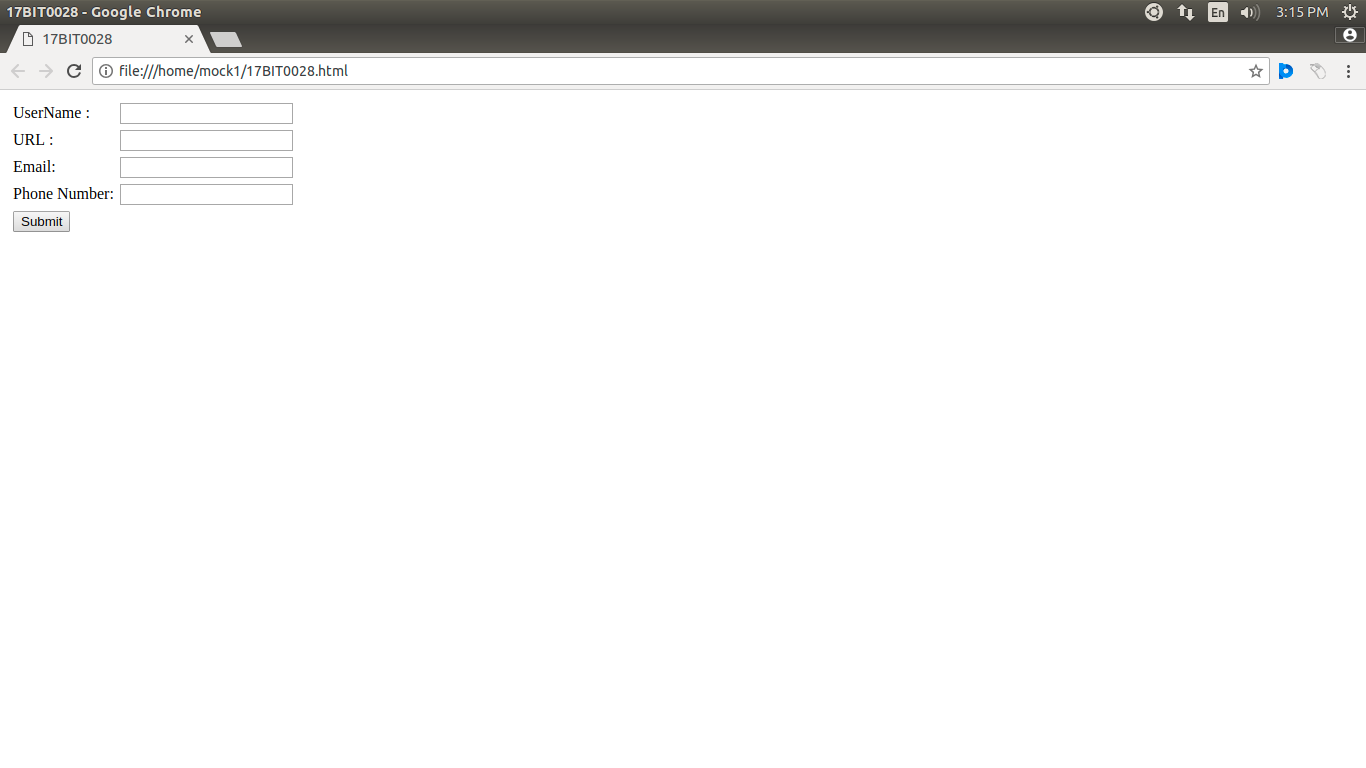 17BIT0028 - Google Chrome
En
3:15 PM
17BIT0028
file:///home/mock1/17BIT0028.html
UserName :
URL :
Email:
Phone Number:
Submit